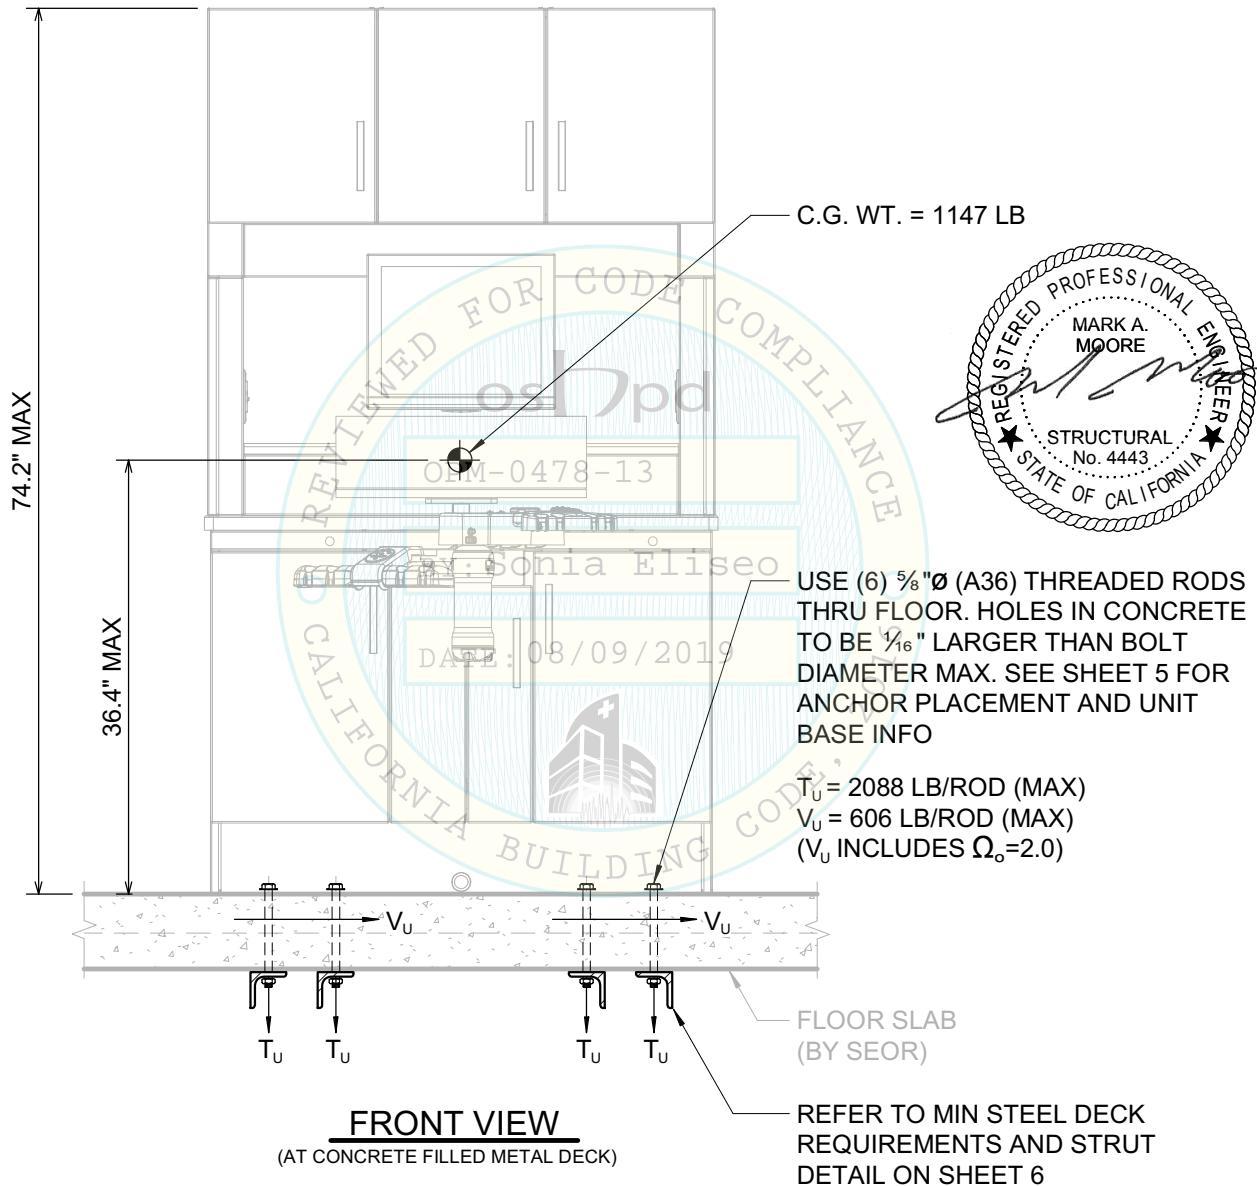 74.2" MAX
36.4" MAX
C.G. WT. = 1147 LB
REGISTERED PROFESSIONAL ENGINEER
MARK A.
MOORE
STRUCTURAL
No. 4443
STATE OF CALIFORNIA
REVIEWED FOR CODE COMPLIANCE
oshpd
OPM-0478-13
BY: Sonia Eliseo
DATE: 08/09/2019
CALIFORNIA BUILDING CODE, 2016
USE (6) 5/8"Ø (A36) THREADED RODS
THRU FLOOR. HOLES IN CONCRETE
TO BE 1/16" LARGER THAN BOLT
DIAMETER MAX. SEE SHEET 5 FOR
ANCHOR PLACEMENT AND UNIT
BASE INFO
TU = 2088 LB/ROD (MAX)
VU = 606 LB/ROD (MAX)
(VU INCLUDES Ωo=2.0)
VU
VU
TU
TU
TU
TU
FLOOR SLAB
(BY SEOR)
REFER TO MIN STEEL DECK
REQUIREMENTS AND STRUT
DETAIL ON SHEET 6
FRONT VIEW
(AT CONCRETE FILLED METAL DECK)